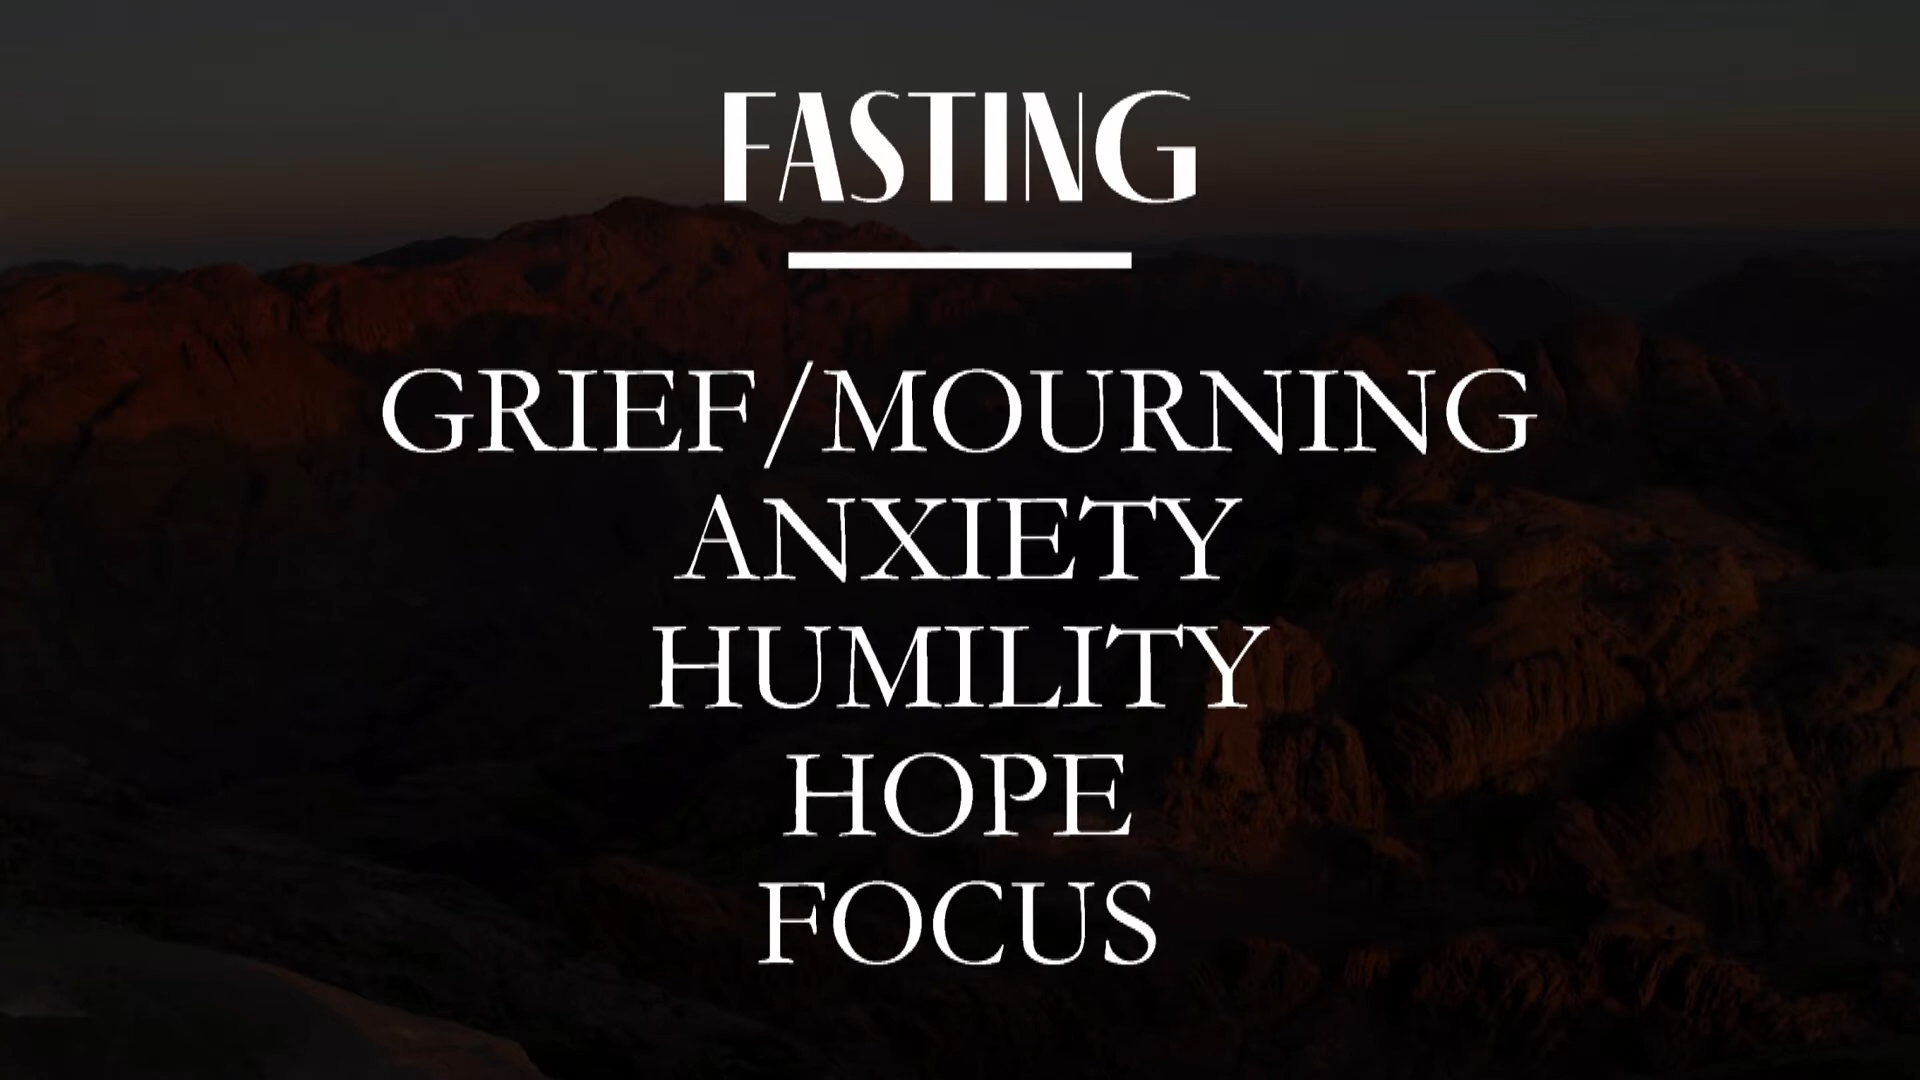 FASTING
GRIEF/MOURNING
ANXIETY
HUMILITY
HOPE
FOCUS